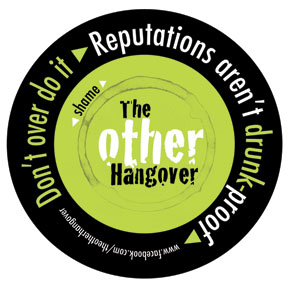 Don't over do it
Reputations aren't drunk-proof
www.facebook.com/theotherhangover
shame
The
other
Hangover